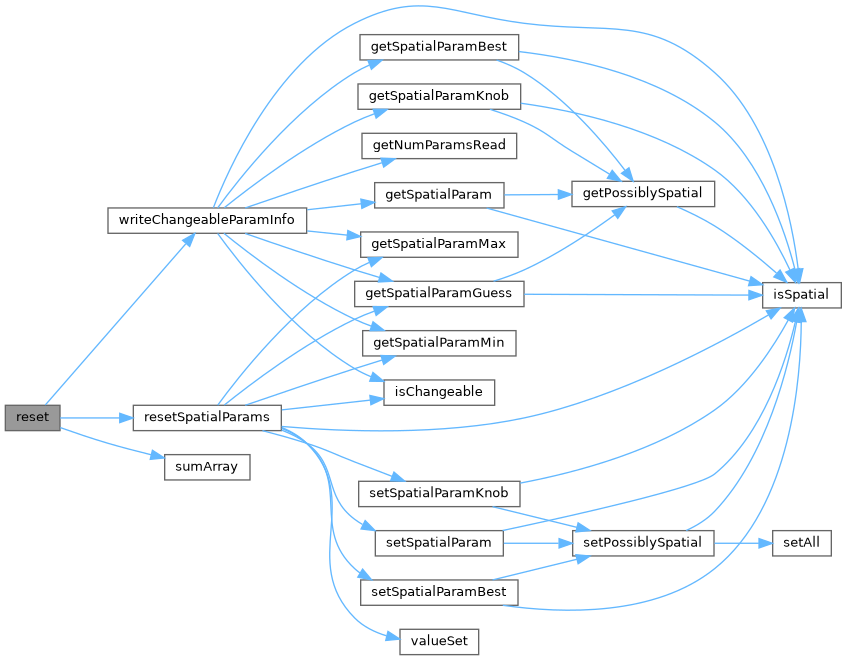 getSpatialParamBest
getSpatialParamKnob
getNumParamsRead
getSpatialParam
getPossiblySpatial
writeChangeableParamInfo
getSpatialParamMax
getSpatialParamGuess
isSpatial
getSpatialParamMin
isChangeable
reset
resetSpatialParams
sumArray
setSpatialParamKnob
setSpatialParam
setPossiblySpatial
setAll
setSpatialParamBest
valueSet